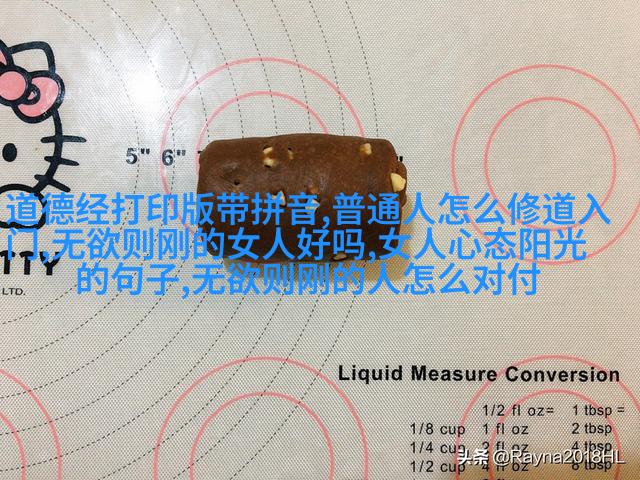 5" 6"
道德经打印版带拼音,普通人怎么修道入
门,无欲则刚的女人好吗,女人心态阳光
的句子,无欲则刚的人怎么对付
LTD.
Liquid Measure Conversion
1/2 fl oz= 1 tbsp =
1/8 cup 1 fl oz 2 tbsp
1/4 cup 2 fl oz 4 tbsp
1/2 cup 4 fl oz 8 tbsp
头条 @Rayna2018HL